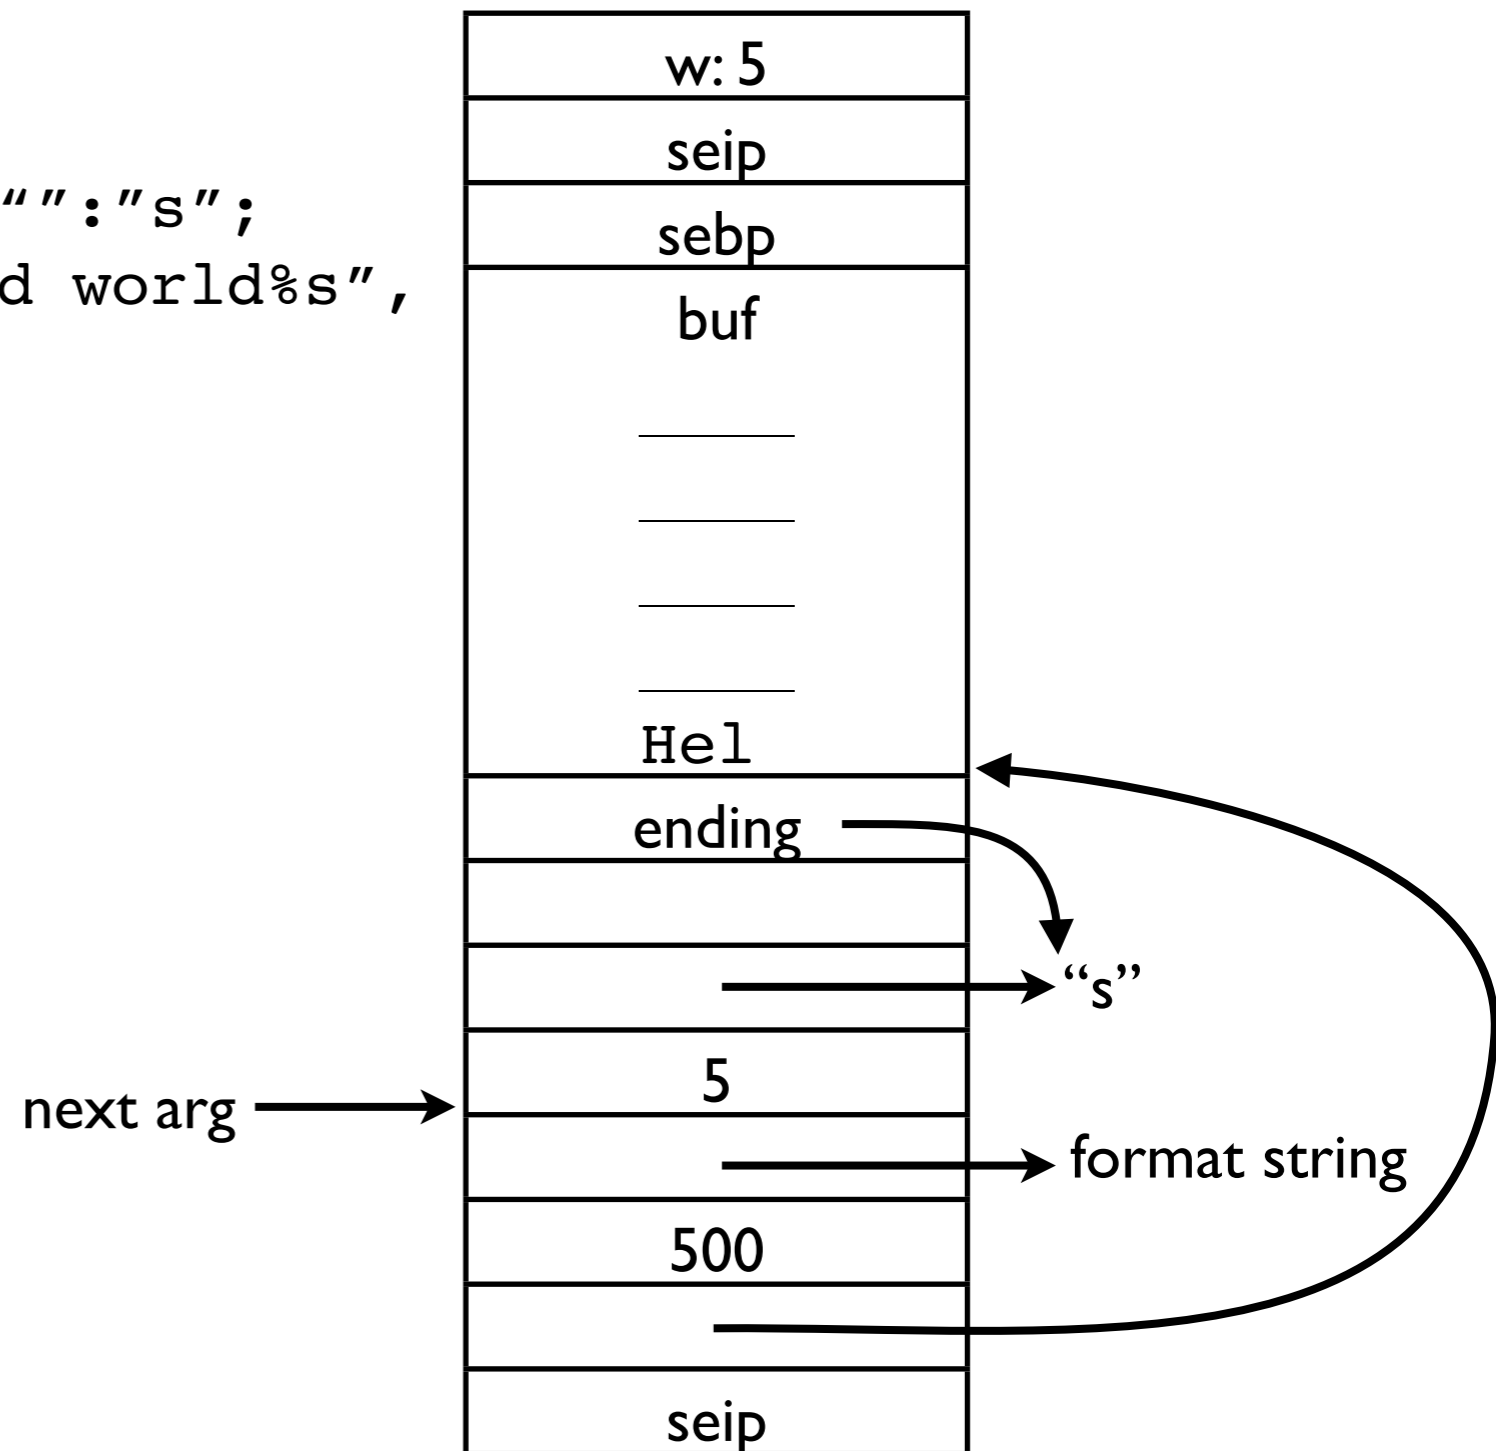 w: 5
seip
“”:”s”;
sebp
d world%s”,
buf
Hel
ending
“s”
5
next arg
format string
500
seip